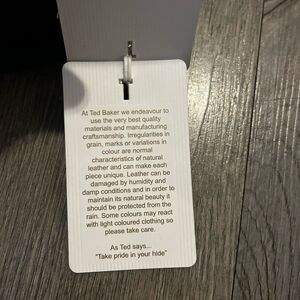 At Ted Baker we endeavour to
use the very best quality
materials and manufacturing
craftsmanship. Irregularities in
grain, marks or variations in
colour are normal
characteristics of natural
leather and can make each
piece unique. Leather can be
damaged by humidity and
damp conditions and in order to
maintain its natural beauty it
should be protected from the
rain. Some colours may react
with light coloured clothing so
please take care.
As Ted says...
"Take pride in your hide"